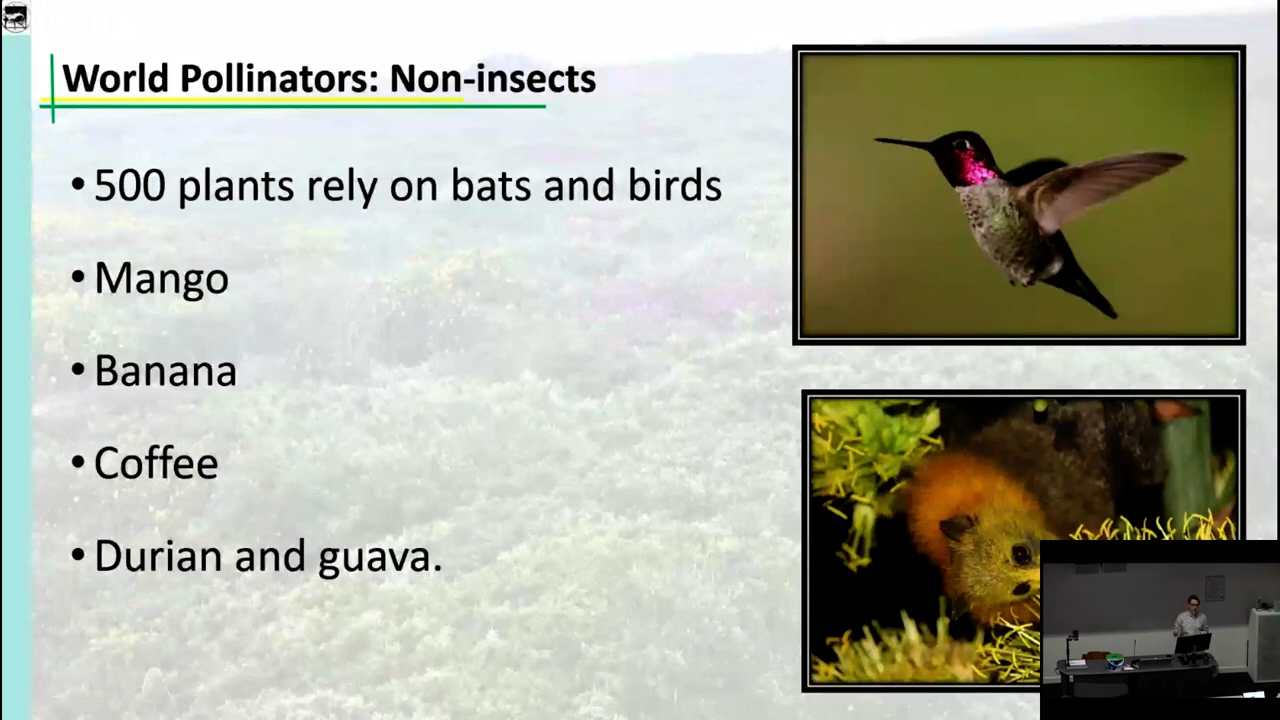 World Pollinators: Non-insects
• 500 plants rely on bats and birds
• Mango
• Banana
• Coffee
• Durian and guava.